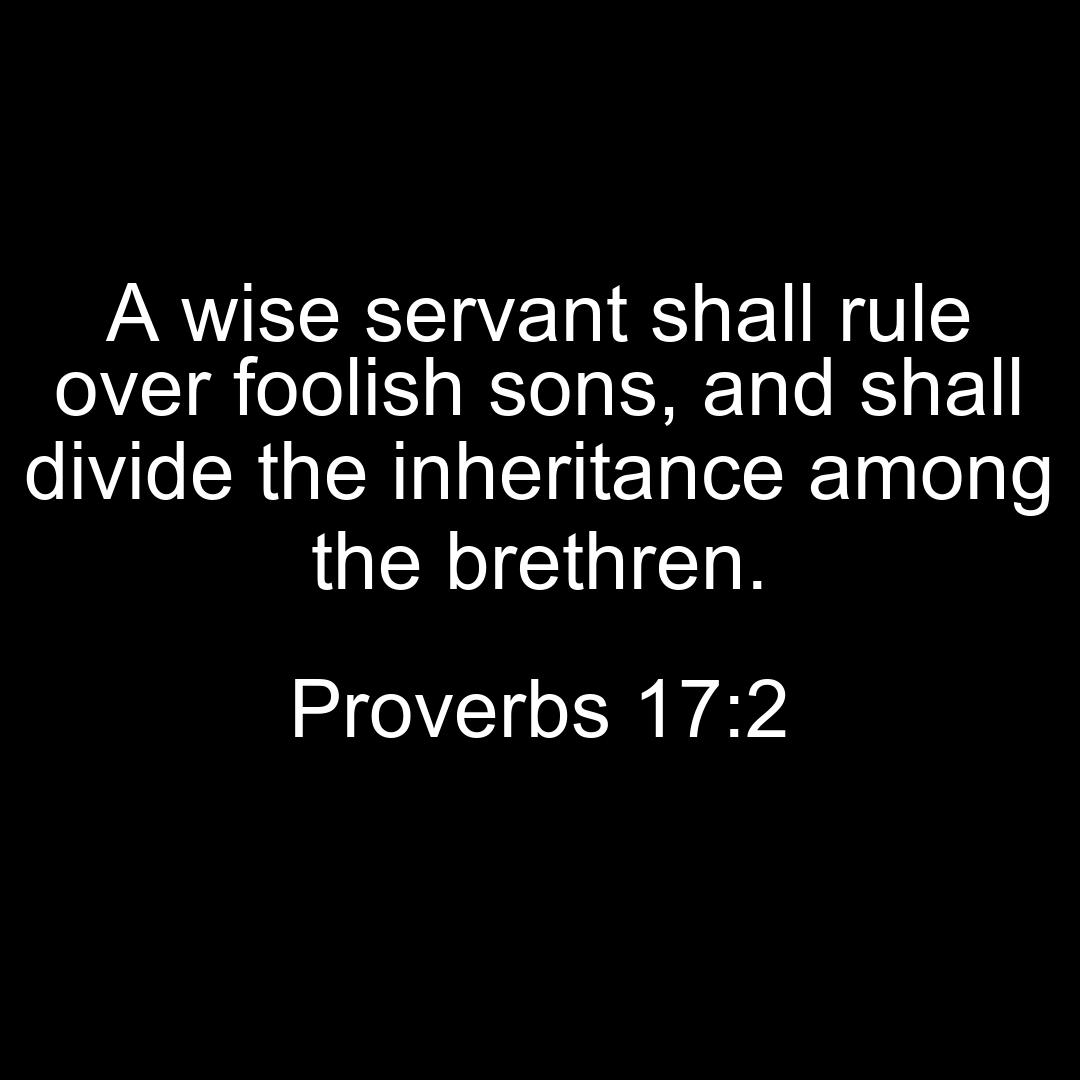 A wise servant shall rule
over foolish sons, and shall
divide the inheritance among
the brethren.
Proverbs 17:2